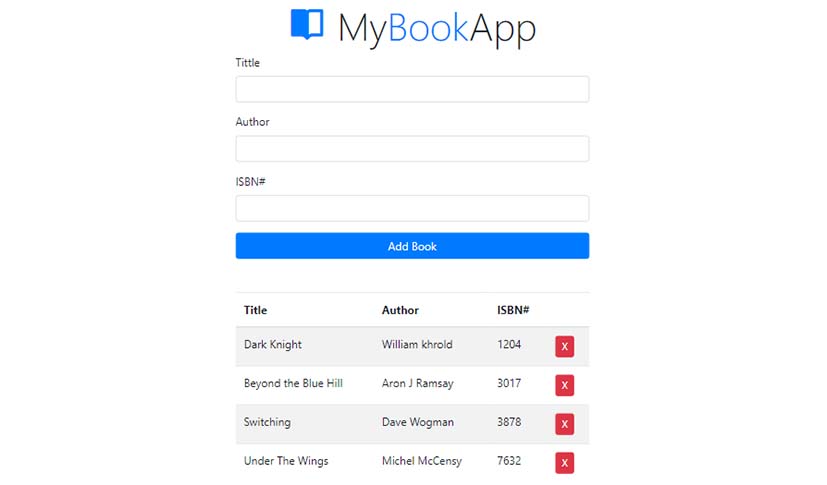 MyBookApp
Tittle
Author
ISBN#
Add Book
Title Author ISBN#
Dark Knight William khrold 1204 X
Beyond the Blue Hill Aron J Ramsay 3017 X
Switching Dave Wogman 3878 X
Under The Wings Michel McCensy 7632 X